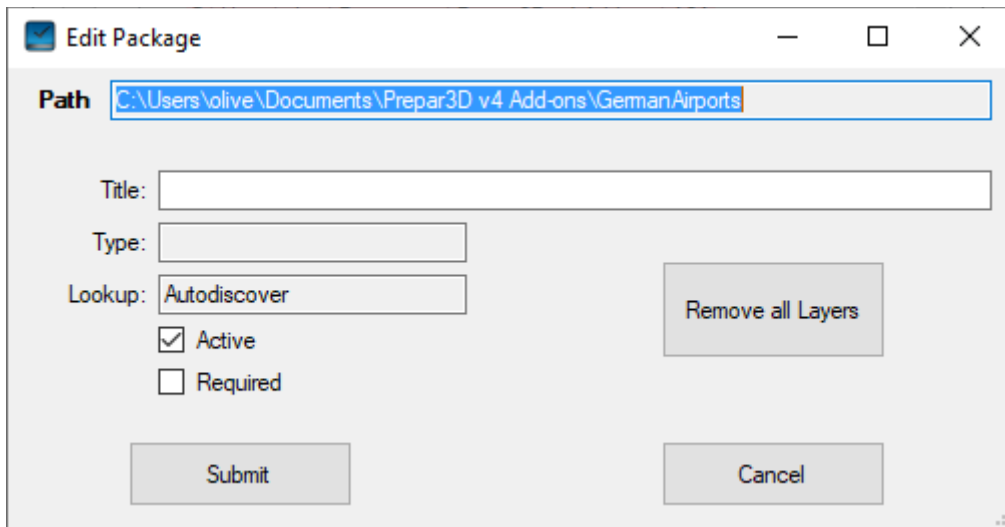 Edit Package
Path C:\Users\olive\Documents\Prepar3D v4 Add-ons\GermanAirports
Title:
Type:
Lookup: Autodiscover
Remove all Layers
Active
Required
Submit Cancel